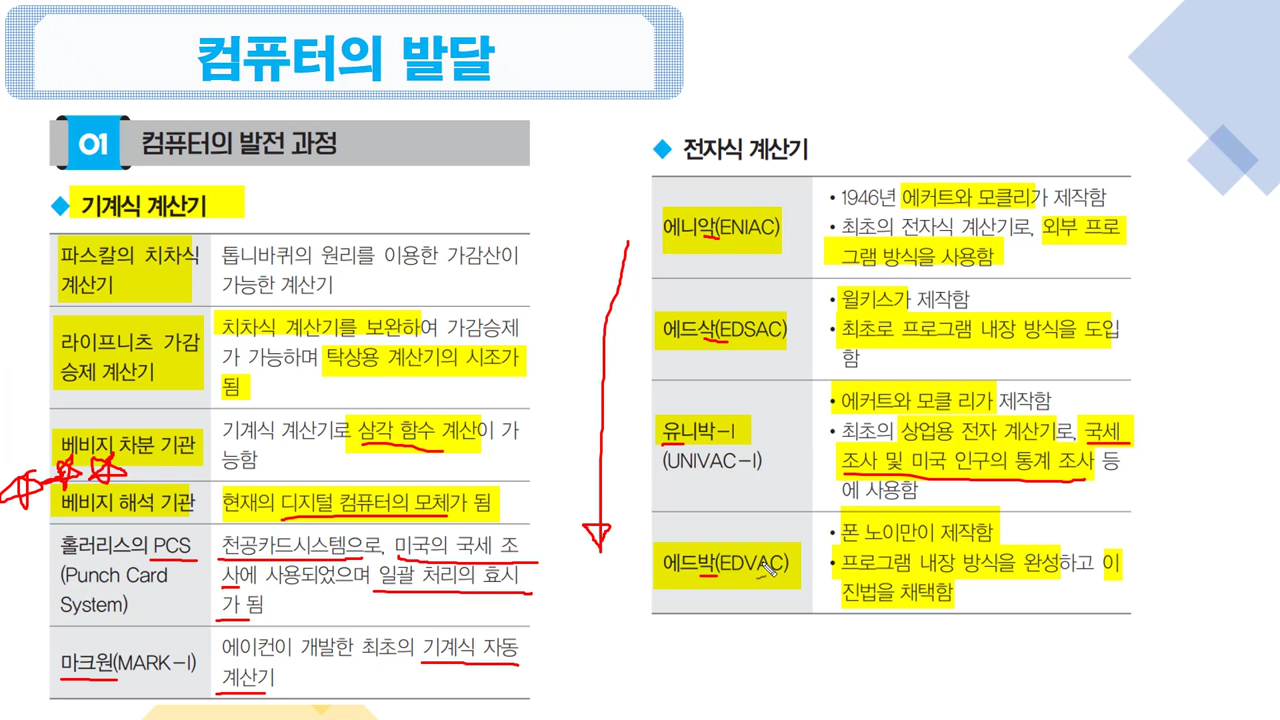 컴퓨터의 발달
01 컴퓨터의 발전 과정
기계식 계산기
파스칼의 치차식
계산기
톱니바퀴의 원리를 이용한 가감산이
가능한 계산기
라이프니츠 가감
승제 계산기
치차식 계산기를 보완하여 가감승제
가 가능하며 탁상용 계산기의 시조가
됨
베비지 차분 기관
기계식 계산기로 삼각 함수 계산이 가
능함
베비지 해석 기관
현재의 디지털 컴퓨터의 모체가 됨
홀러리스의 PCS
(Punch Card
System)
천공카드시스템으로, 미국의 국세 조
사에 사용되었으며 일괄 처리의 효시
가 됨
마크원(MARK-I)
에이컨이 개발한 최초의 기계식 자동
계산기
전자식 계산기
에니악(ENIAC)
• 1946년 에커트와 모클리가 제작함
• 최초의 전자식 계산기로, 외부 프로
그램 방식을 사용함
에드삭(EDSAC)
• 윌키스가 제작함
• 최초로 프로그램 내장 방식을 도입
함
유니박-I
(UNIVAC-I)
• 에커트와 모클 리가 제작함
• 최초의 상업용 전자 계산기로, 국세
조사 및 미국 인구의 통계 조사 등
에 사용함
에드박(EDVAC)
• 폰 노이만이 제작함
• 프로그램 내장 방식을 완성하고 이
진법을 채택함